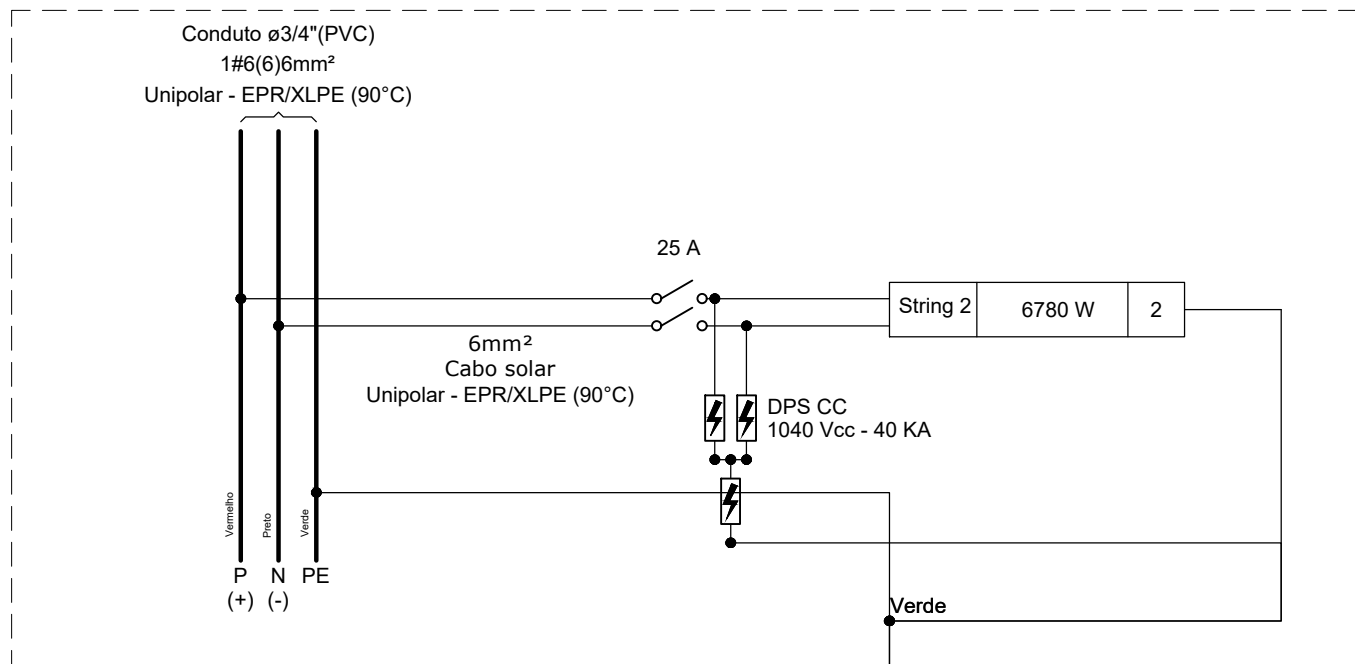 Conduto ø3/4"(PVC)
1#6(6)6mm²
Unipolar - EPR/XLPE (90°C)
25 A
String 2
6780 W
2
6mm²
Cabo solar
Unipolar - EPR/XLPE (90°C)
DPS CC
1040 Vcc - 40 KA
Vermelho
Preto
Verde
P
N
PE
(+)
(-)
Verde